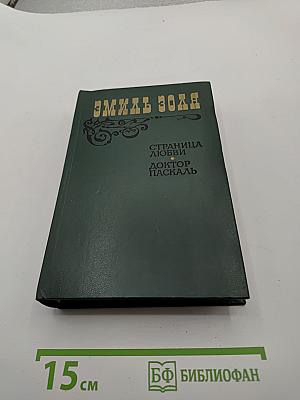 ЭМИЛЬ ЗОЛЯ
СТРАНИЦА
ЛЮБВИ
ДОКТОР
ПАСКАЛЬ
15 см
БФ БИБЛИОФАН